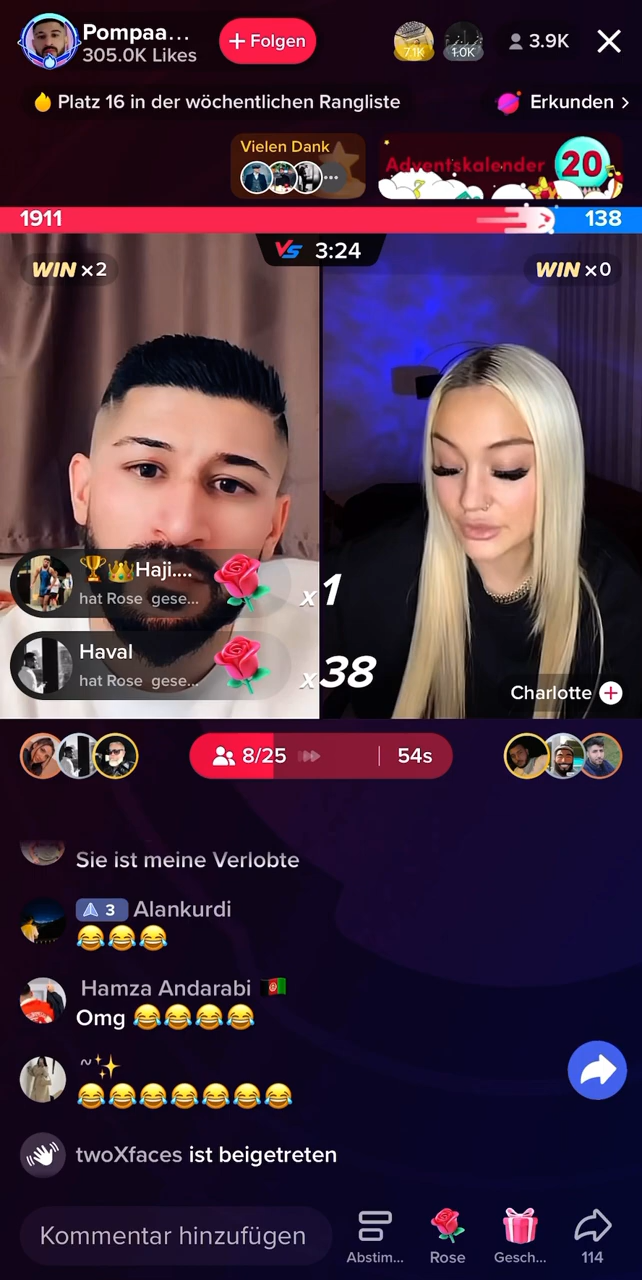 Pompaa...
305.0K Likes
+ Folgen
7.1K
1.0K
3.9K
Platz 16 in der wöchentlichen Rangliste
Erkunden >
Vielen Dank
Adventskalender
20
1911
138
VS 3:24
WIN x2
WIN x0
🏆👑Haji....
hat Rose gese...
x1
Haval
hat Rose gese...
x38
Charlotte
8/25
54s
Sie ist meine Verlobte
3 Alankurdi
😂😂😂
Hamza Andarabi 🇦🇫
Omg 😂😂😂😂
~✨
😂😂😂😂😂😂😂
twoXfaces ist beigetreten
Kommentar hinzufügen
Abstim...
Rose
Gesch...
114